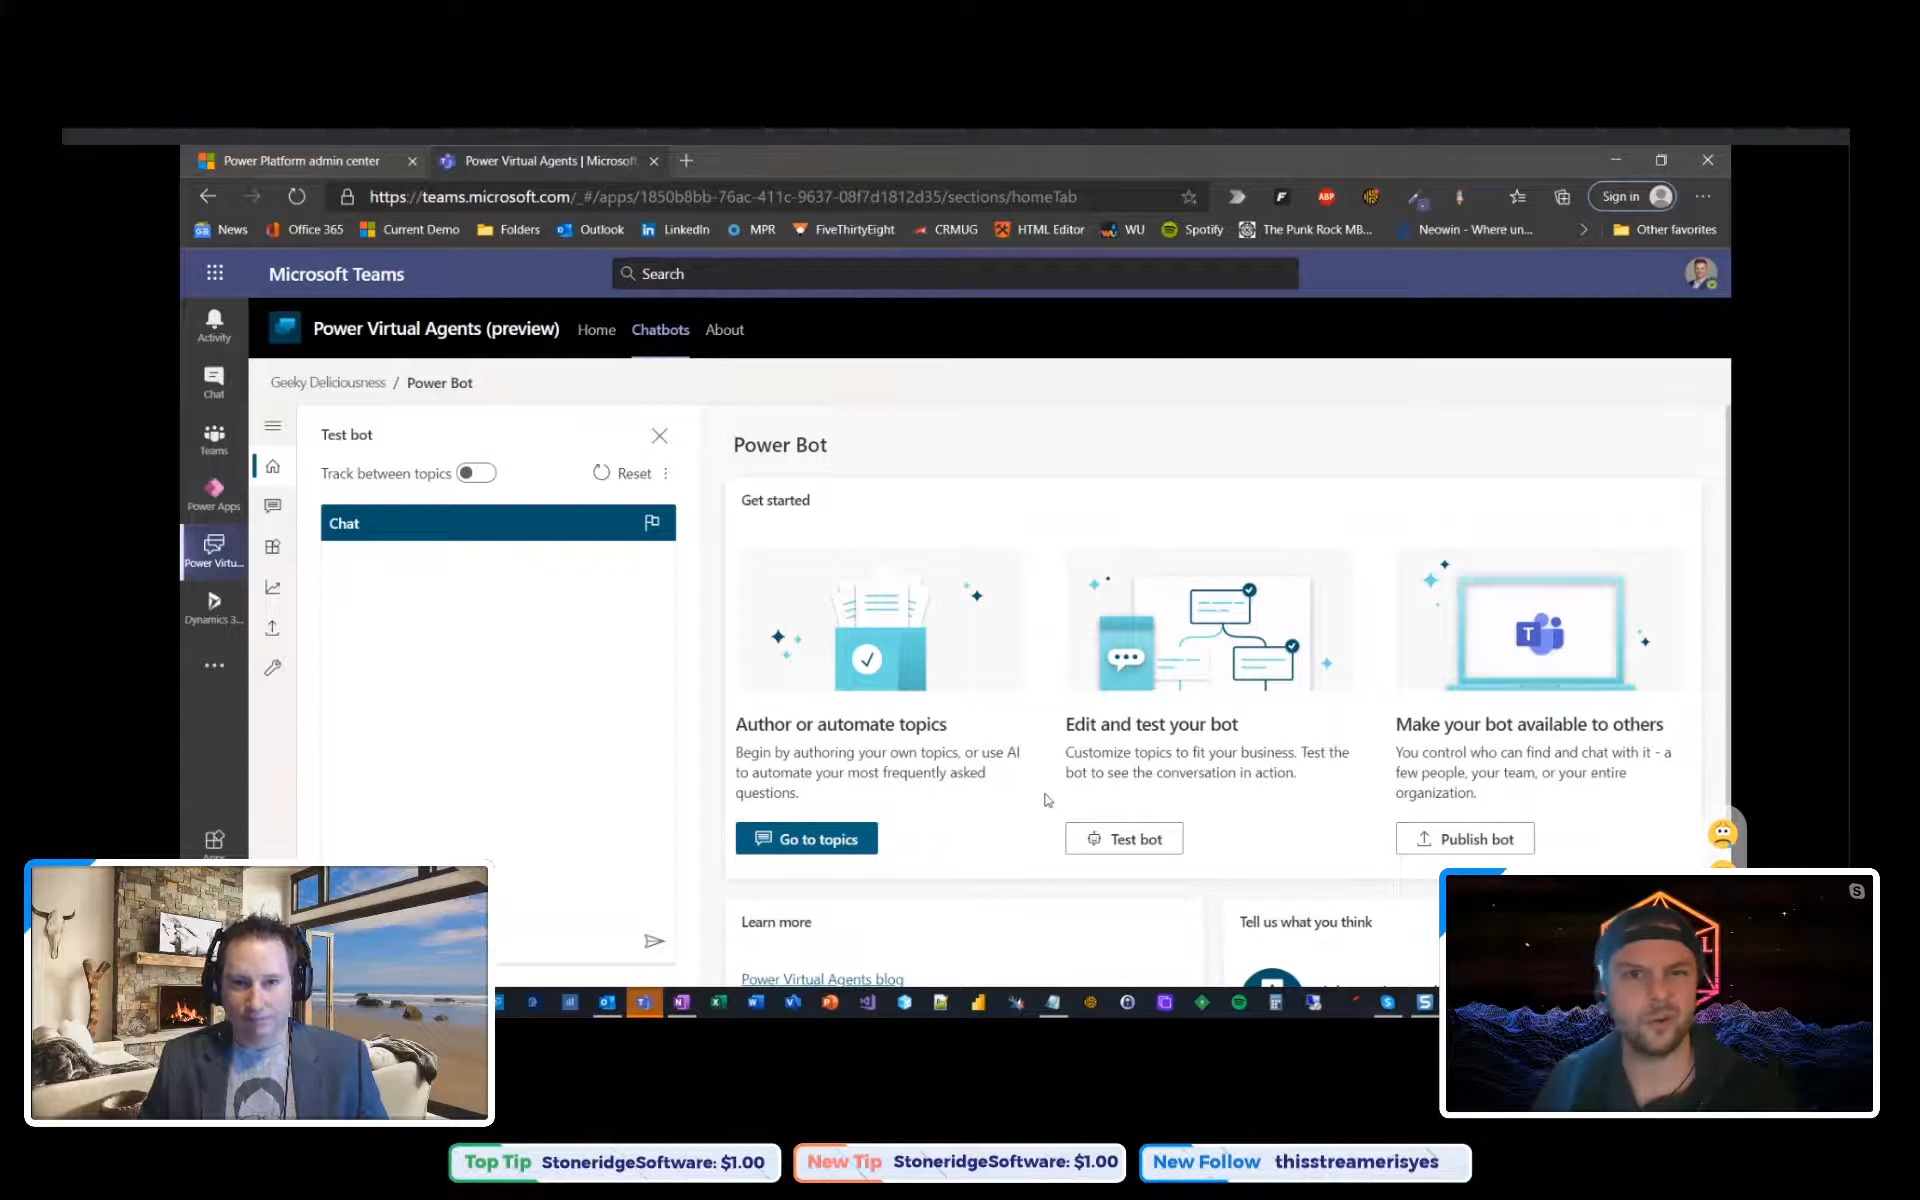 Power Platform admin center
Power Virtual Agents | Microsoft
https://teams.microsoft.com/_#/apps/1850b8bb-76ac-411c-9637-08f7d1812d35/sections/homeTab
ABP
Sign in
News
Office 365
Current Demo
Folders
Outlook
LinkedIn
MPR
FiveThirtyEight
CRMUG
HTML Editor
WU
Spotify
The Punk Rock MB...
Neowin - Where un...
Other favorites
Microsoft Teams
Search
Activity
Chat
Teams
Power Apps
Power Virtu...
Dynamics 3...
Power Virtual Agents (preview)
Home
Chatbots
About
Geeky Deliciousness / Power Bot
Test bot
Track between topics
Reset
Chat
Power Bot
Get started
Author or automate topics
Begin by authoring your own topics, or use AI
to automate your most frequently asked
questions.
Go to topics
Edit and test your bot
Customize topics to fit your business. Test the
bot to see the conversation in action.
Test bot
Make your bot available to others
You control who can find and chat with it - a
few people, your team, or your entire
organization.
Publish bot
Learn more
Power Virtual Agents blog
Tell us what you think
Top Tip StoneridgeSoftware: $1.00
New Tip StoneridgeSoftware: $1.00
New Follow thisstreamerisyes